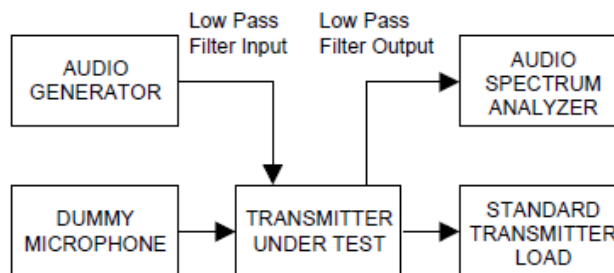 Low Pass
Filter Input
Low Pass
Filter Output
AUDIO
GENERATOR
AUDIO
SPECTRUM
ANALYZER
DUMMY
MICROPHONE
TRANSMITTER
UNDER TEST
STANDARD
TRANSMITTER
LOAD